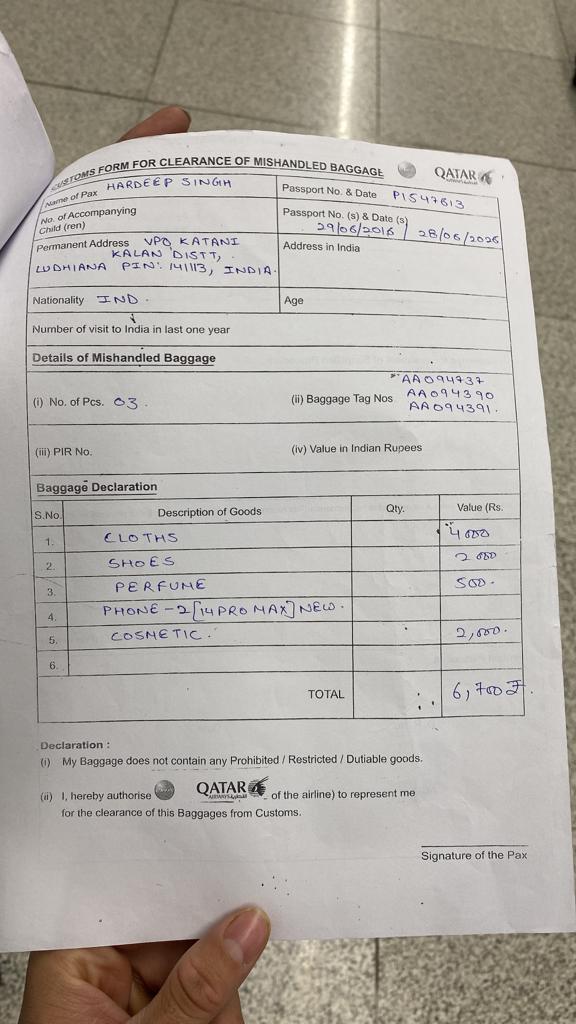 CUSTOMS FORM FOR CLEARANCE OF MISHANDLED BAGGAGE QATAR
Name of Pax HARDEEP SINGH
Passport No. & Date P1547613
No. of Accompanying
Child (ren)
Passport No. (s) & Date (s)
29/06/2016 / 28/06/2026
Permanent Address VPO KATANI
KALAN DISTT,
LUDHIANA PIN: 141113, INDIA.
Address in India
Nationality IND.
Age
Number of visit to India in last one year
Details of Mishandled Baggage
(i) No. of Pcs. 03.
(ii) Baggage Tag Nos
AA094737
AA094390
AA094391.
(iii) PIR No.
(iv) Value in Indian Rupees
Baggage Declaration
S.No. Description of Goods Qty. Value (Rs.
1. CLOTHS 4000
2. SHOES 2000
3. PERFUME 500.
4. PHONE - 2 [14 PRO MAX] NEW.
5. COSMETIC. 2,000.
6.
TOTAL 6,700₹.
Declaration :
(i) My Baggage does not contain any Prohibited / Restricted / Dutiable goods.
(ii) I, hereby authorise QATAR of the airline) to represent me
for the clearance of this Baggages from Customs.
Signature of the Pax